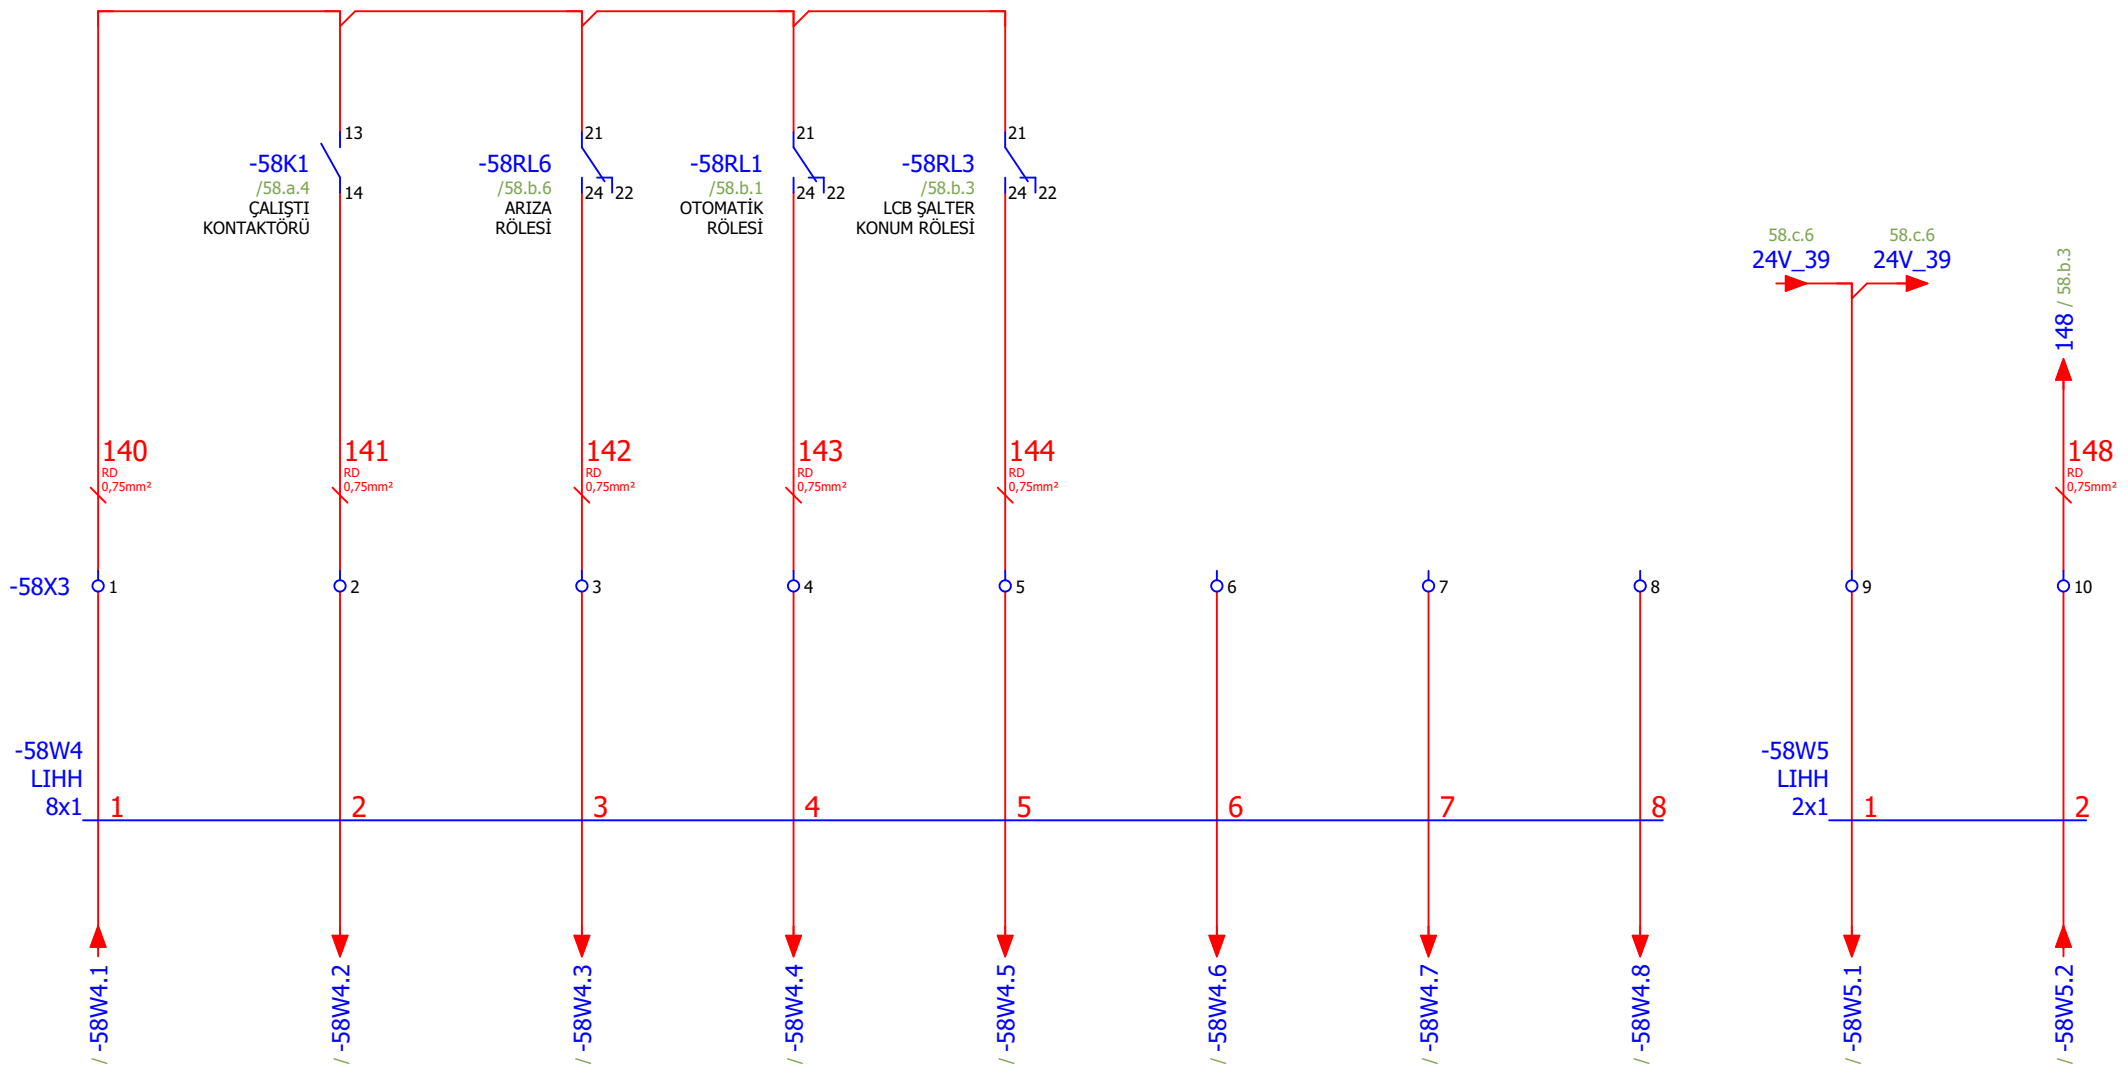 13
-58K1
/58.a.4
14
ÇALIŞTI
KONTAKTÖRÜ
21
-58RL6
/58.b.6
24 22
ARIZA
RÖLESİ
21
-58RL1
/58.b.1
24 22
OTOMATİK
RÖLESİ
21
-58RL3
/58.b.3
24 22
LCB ŞALTER
KONUM RÖLESİ
58.c.6 58.c.6
24V_39 24V_39
148 / 58.b.3
140
RD
0,75mm²
141
RD
0,75mm²
142
RD
0,75mm²
143
RD
0,75mm²
144
RD
0,75mm²
148
RD
0,75mm²
-58X3 1 2 3 4 5 6 7 8 9 10
-58W4
LIHH
8x1 1 2 3 4 5 6 7 8
-58W5
LIHH
2x1 1 2
/ -58W4.1
/ -58W4.2
/ -58W4.3
/ -58W4.4
/ -58W4.5
/ -58W4.6
/ -58W4.7
/ -58W4.8
/ -58W5.1
/ -58W5.2